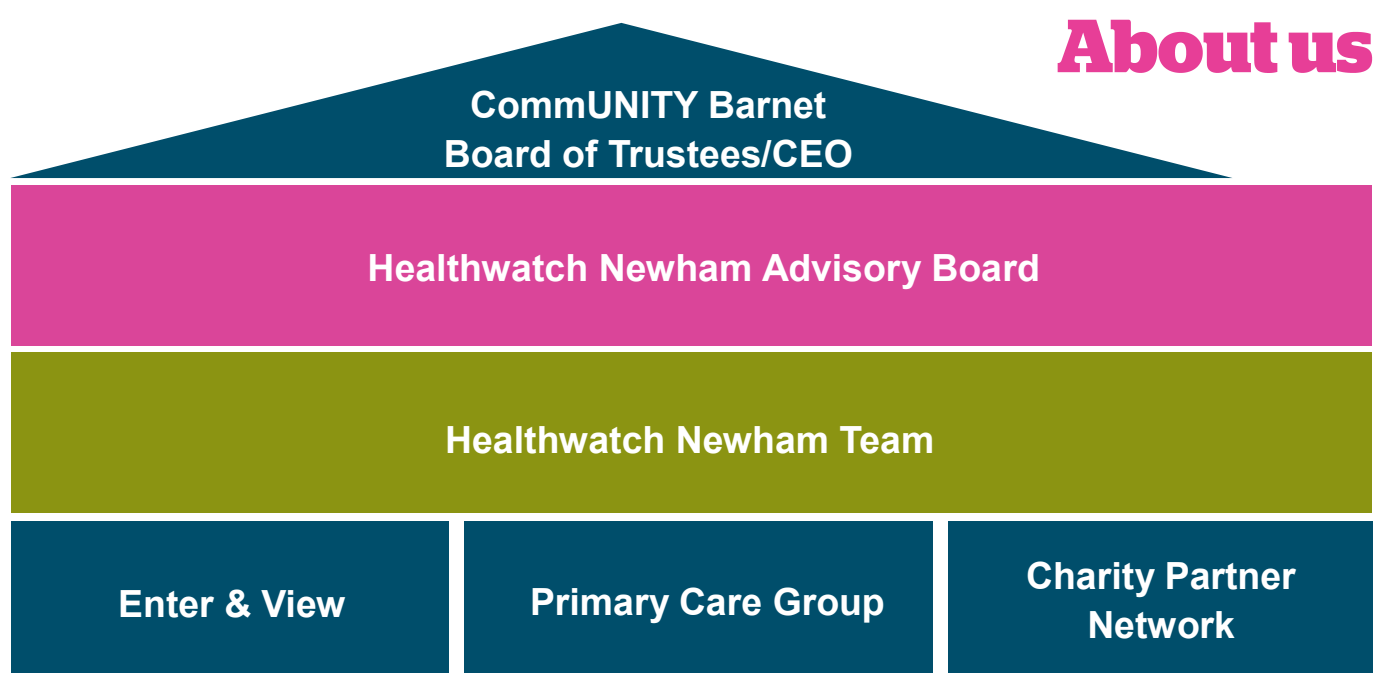 About us
CommUNITY Barnet
Board of Trustees/CEO
Healthwatch Newham Advisory Board
Healthwatch Newham Team
Enter & View
Primary Care Group
Charity Partner
Network